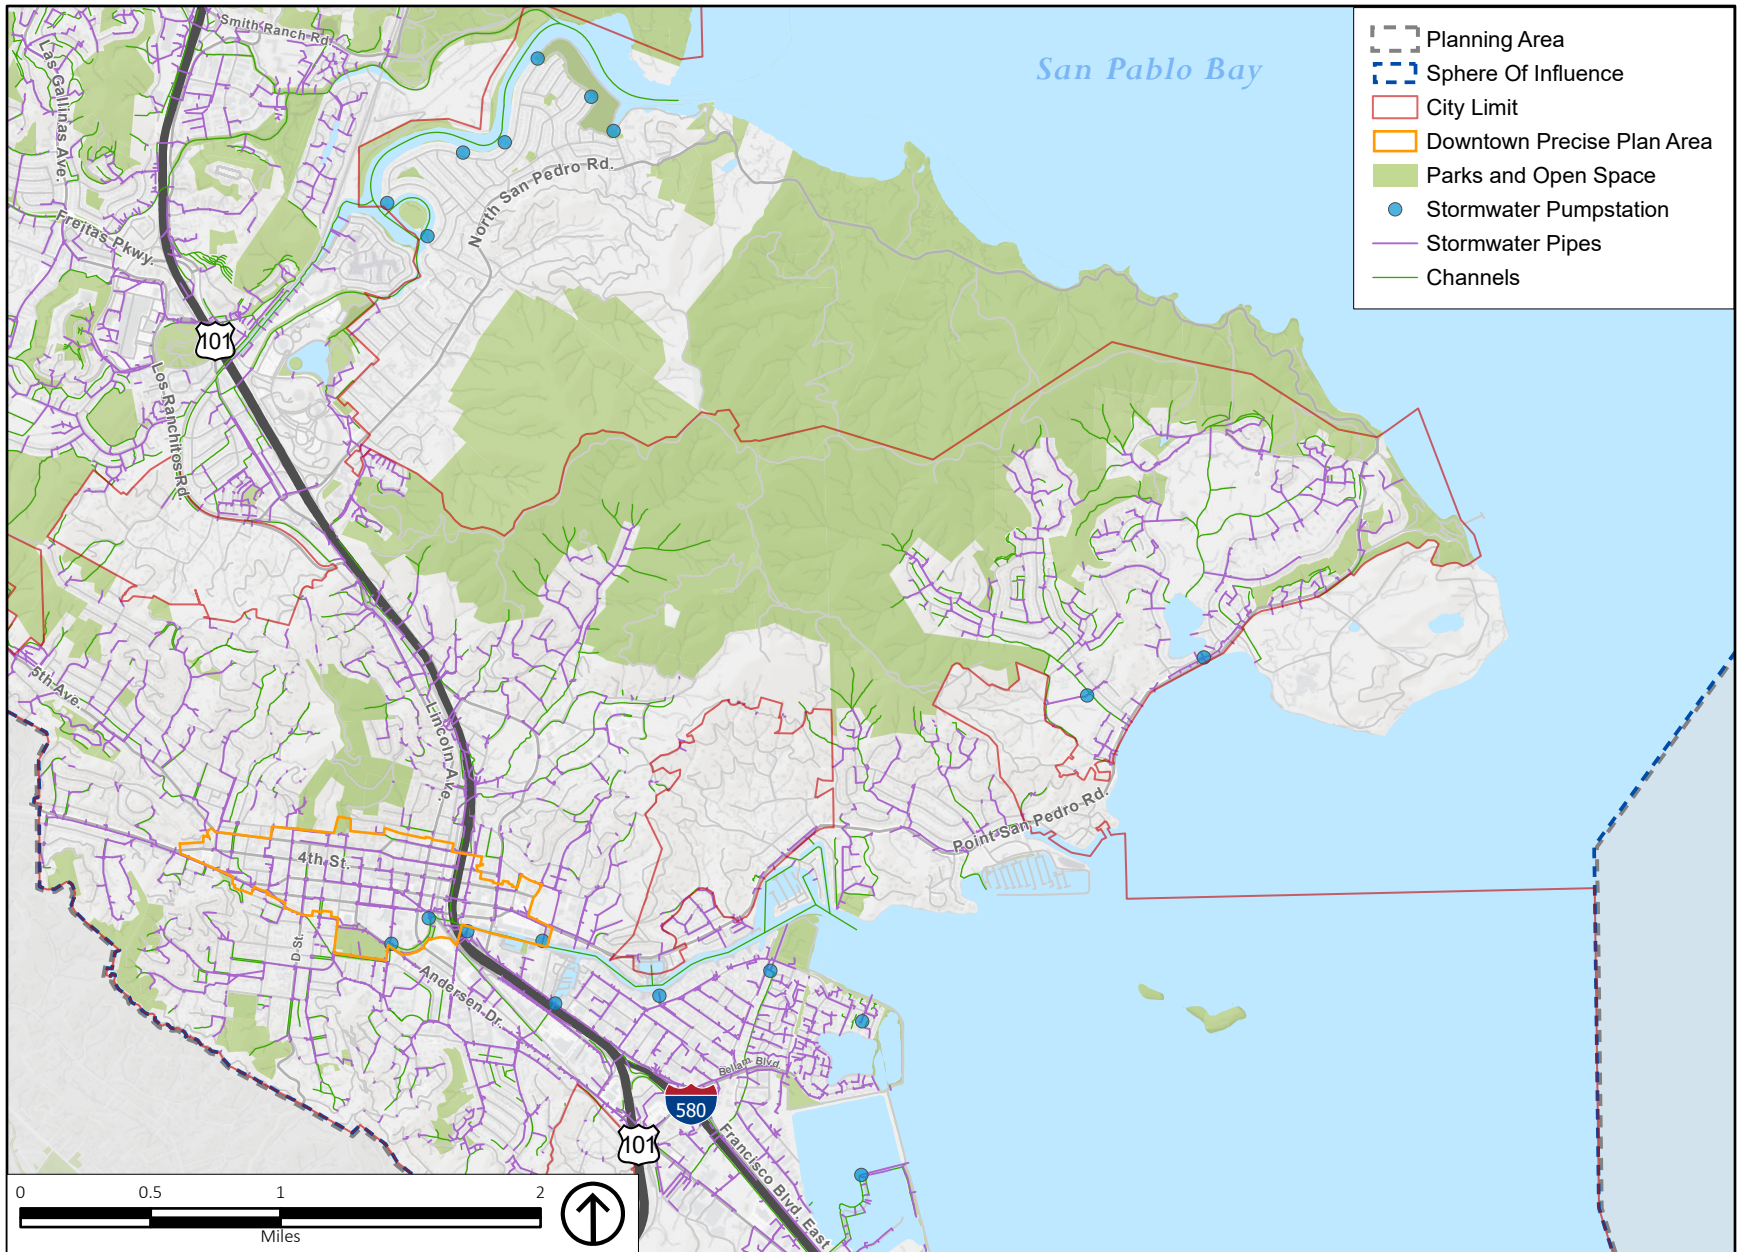 Smith Ranch Rd.
San Pablo Bay
Planning Area
Sphere Of Influence
City Limit
Downtown Precise Plan Area
Parks and Open Space
Stormwater Pumpstation
Stormwater Pipes
Channels
Las Gallinas Ave.
North San Pedro Rd.
Freitas Pkwy.
101
Los Ranchitos Rd.
5th Ave.
Lincoln Ave.
Point San Pedro Rd.
4th St.
D St.
Andersen Dr.
Bellam Blvd.
580
101
Francisco Blvd. East
0 0.5 1 2
Miles